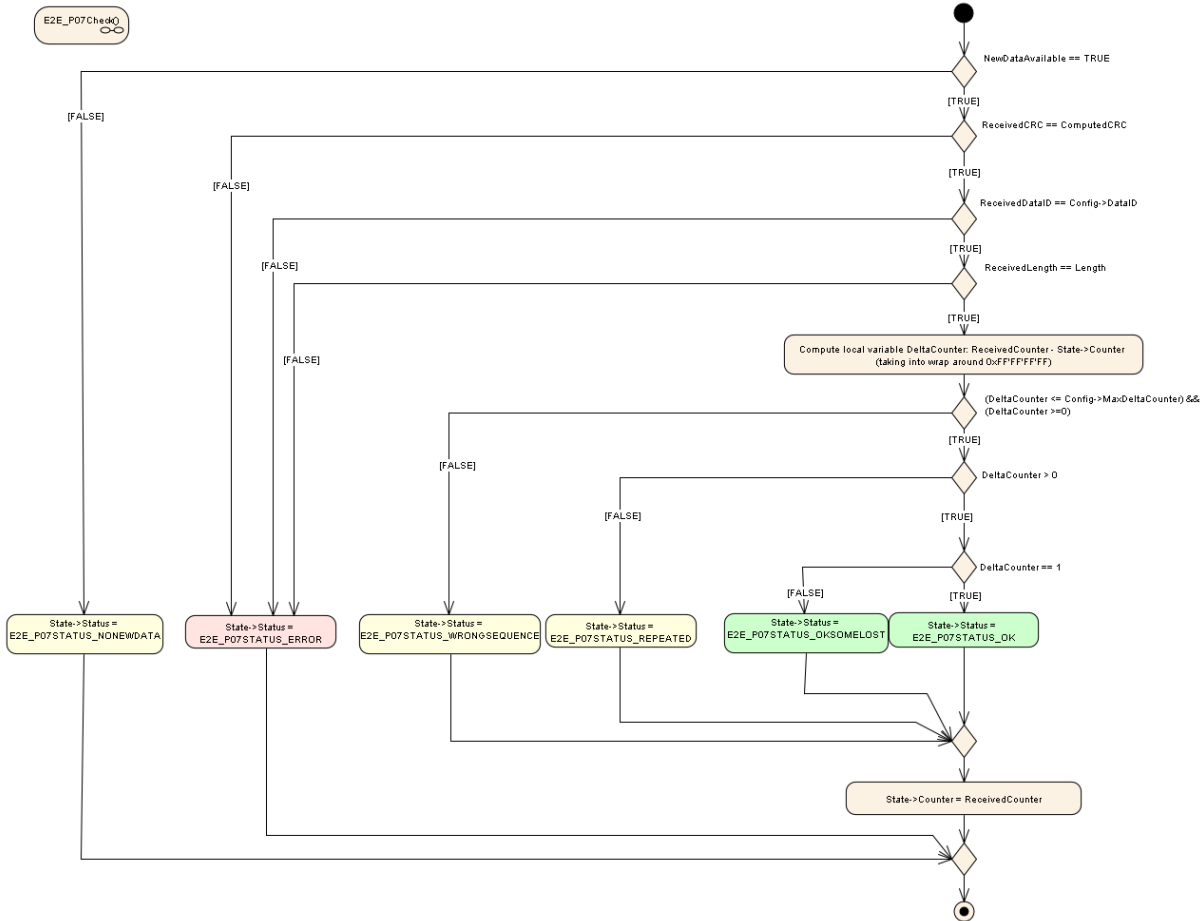 E2E_P07Check()
NewDataAvailable == TRUE
[TRUE]
[FALSE]
ReceivedCRC == ComputedCRC
[TRUE]
[FALSE]
ReceivedDataID == Config->DataID
[TRUE]
[FALSE]
ReceivedLength == Length
[TRUE]
[FALSE]
Compute local variable DeltaCounter: ReceivedCounter - State->Counter
(taking into wrap around 0xFF'FF'FF'FF)
(DeltaCounter <= Config->MaxDeltaCounter) &&
(DeltaCounter >=0)
[TRUE]
[FALSE]
DeltaCounter > 0
[FALSE]
[TRUE]
DeltaCounter == 1
[FALSE]
[TRUE]
State->Status =
E2E_P07STATUS_NONEWDATA
State->Status =
E2E_P07STATUS_ERROR
State->Status =
E2E_P07STATUS_WRONGSEQUENCE
State->Status =
E2E_P07STATUS_REPEATED
State->Status =
E2E_P07STATUS_OKSOMELOST
State->Status =
E2E_P07STATUS_OK
State->Counter = ReceivedCounter